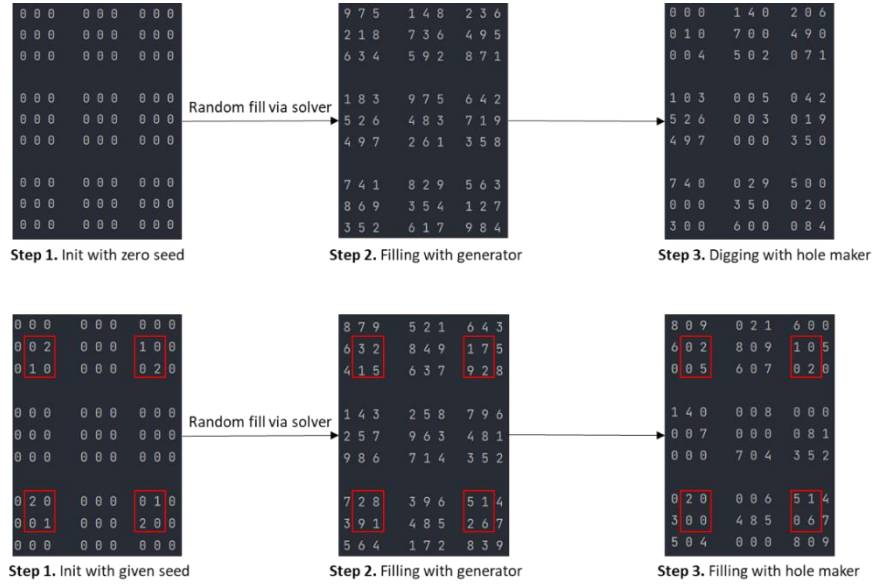 0 0 0 0 0 0 0 0 0
0 0 0 0 0 0 0 0 0
0 0 0 0 0 0 0 0 0
0 0 0 0 0 0 0 0 0
0 0 0 0 0 0 0 0 0
0 0 0 0 0 0 0 0 0
0 0 0 0 0 0 0 0 0
0 0 0 0 0 0 0 0 0
0 0 0 0 0 0 0 0 0
Step 1. Init with zero seed
Random fill via solver
9 7 5 1 4 8 2 3 6
2 1 8 7 3 6 4 9 5
6 3 4 5 9 2 8 7 1
1 8 3 9 7 5 6 4 2
5 2 6 4 8 3 7 1 9
4 9 7 2 6 1 3 5 8
7 4 1 8 2 9 5 6 3
8 6 9 3 5 4 1 2 7
3 5 2 6 1 7 9 8 4
Step 2. Filling with generator
0 0 0 1 4 0 2 0 6
0 1 0 7 0 0 4 9 0
0 0 4 5 0 2 0 7 1
1 0 3 0 0 5 0 4 2
5 2 6 0 0 3 0 1 9
4 9 7 0 0 0 3 5 0
7 4 0 0 2 9 5 0 0
0 0 0 3 5 0 0 2 0
3 0 0 6 0 0 0 8 4
Step 3. Digging with hole maker
0 0 0 0 0 0 0 0 0
0 0 2 0 0 0 1 0 0
0 1 0 0 0 0 0 2 0
0 0 0 0 0 0 0 0 0
0 0 0 0 0 0 0 0 0
0 0 0 0 0 0 0 0 0
0 2 0 0 0 0 0 1 0
0 0 1 0 0 0 2 0 0
0 0 0 0 0 0 0 0 0
Step 1. Init with given seed
Random fill via solver
8 7 9 5 2 1 6 4 3
6 3 2 8 4 9 1 7 5
4 1 5 6 3 7 9 2 8
1 4 3 2 5 8 7 9 6
2 5 7 9 6 3 4 8 1
9 8 6 7 1 4 3 5 2
7 2 8 3 9 6 5 1 4
3 9 1 4 8 5 2 6 7
5 6 4 1 7 2 8 3 9
Step 2. Filling with generator
8 0 9 0 2 1 6 0 0
6 0 2 8 0 9 1 0 5
0 0 5 6 0 7 0 2 0
1 4 0 0 0 8 0 0 0
0 0 7 0 0 0 0 8 1
0 0 0 7 0 4 3 5 2
0 2 0 0 0 6 5 1 4
3 0 0 4 8 5 0 6 7
5 0 4 0 0 0 8 0 9
Step 3. Filling with hole maker